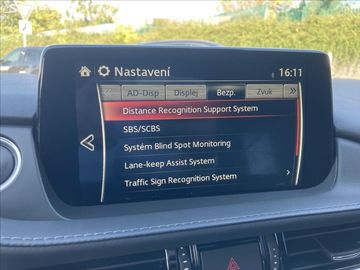 Nastavení 16:11
AD-Disp Displej Bezp. Zvuk
Distance Recognition Support System
SBS/SCBS
Systém Blind Spot Monitoring
Lane-keep Assist System
Traffic Sign Recognition System